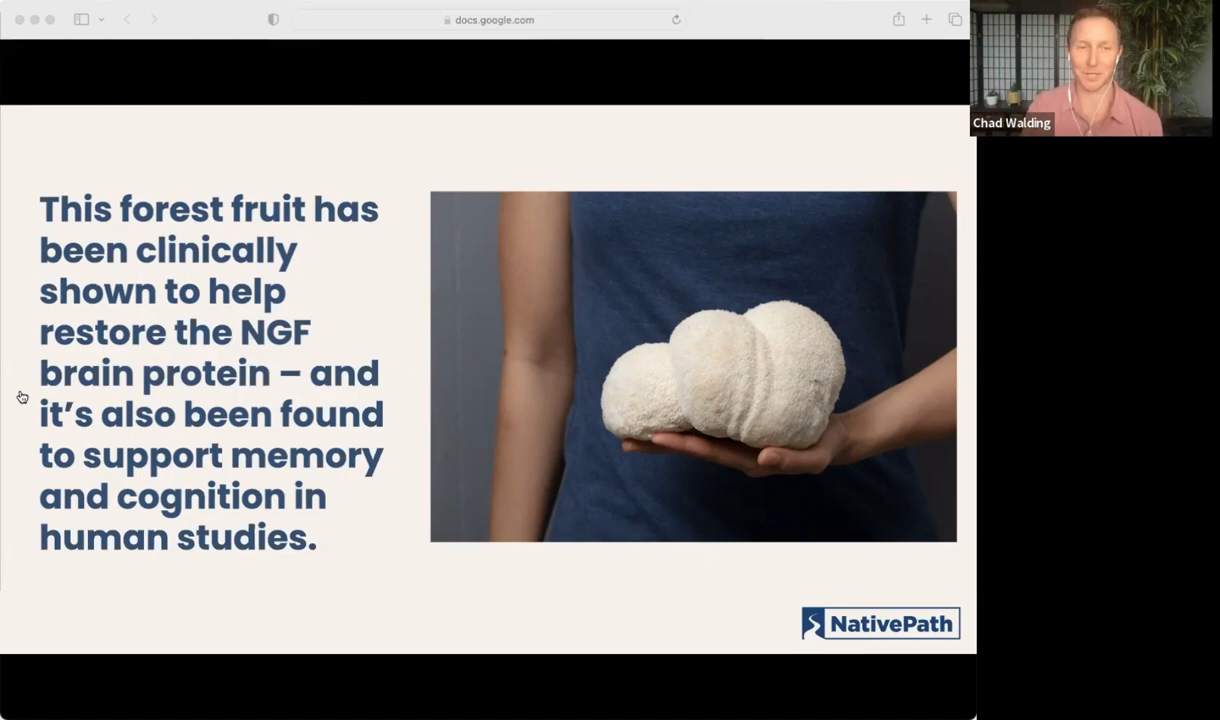 docs.google.com
Chad Walding
This forest fruit has
been clinically
shown to help
restore the NGF
brain protein – and
it’s also been found
to support memory
and cognition in
human studies.
NativePath